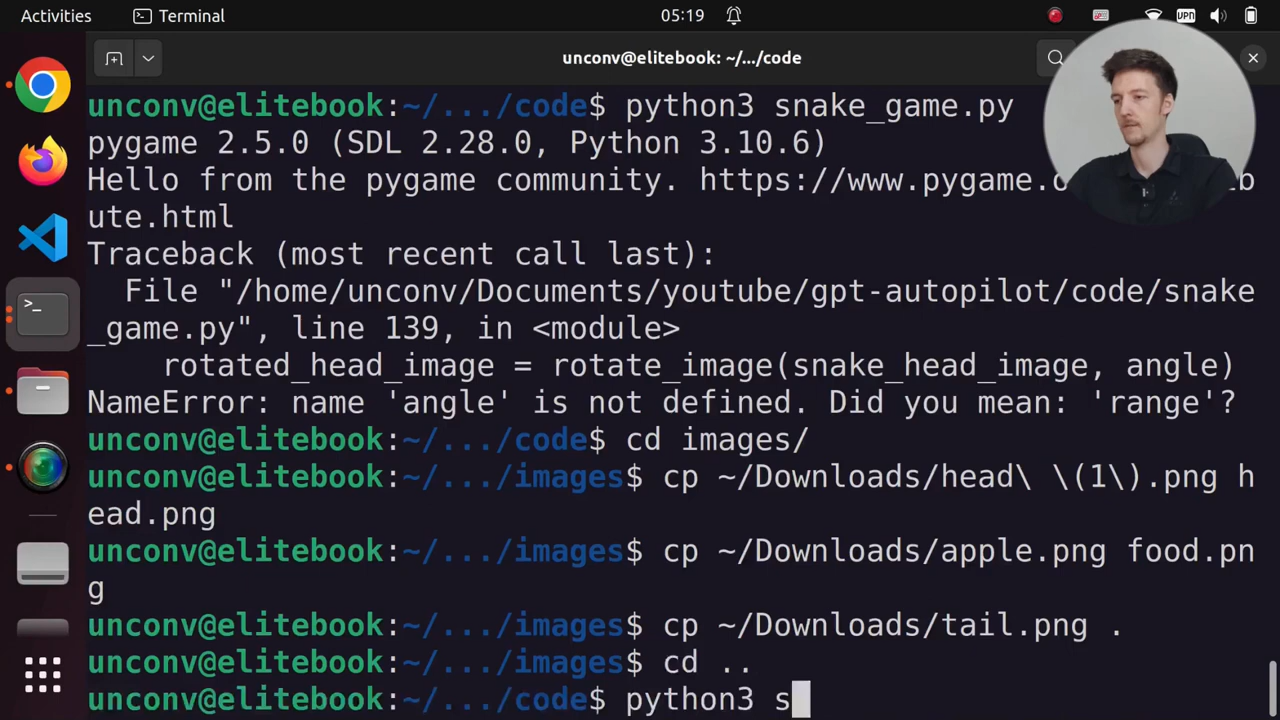 Activities Terminal 05:19 VPN
unconv@elitebook: ~/.../code
unconv@elitebook:~/.../code$ python3 snake_game.py
pygame 2.5.0 (SDL 2.28.0, Python 3.10.6)
Hello from the pygame community. https://www.pygame.o
bute.html
Traceback (most recent call last):
File "/home/unconv/Documents/youtube/gpt-autopilot/code/snake
_game.py", line 139, in <module>
rotated_head_image = rotate_image(snake_head_image, angle)
NameError: name 'angle' is not defined. Did you mean: 'range'?
unconv@elitebook:~/.../code$ cd images/
unconv@elitebook:~/.../images$ cp ~/Downloads/head\ \(1\).png h
ead.png
unconv@elitebook:~/.../images$ cp ~/Downloads/apple.png food.pn
g
unconv@elitebook:~/.../images$ cp ~/Downloads/tail.png .
unconv@elitebook:~/.../images$ cd ..
unconv@elitebook:~/.../code$ python3 s